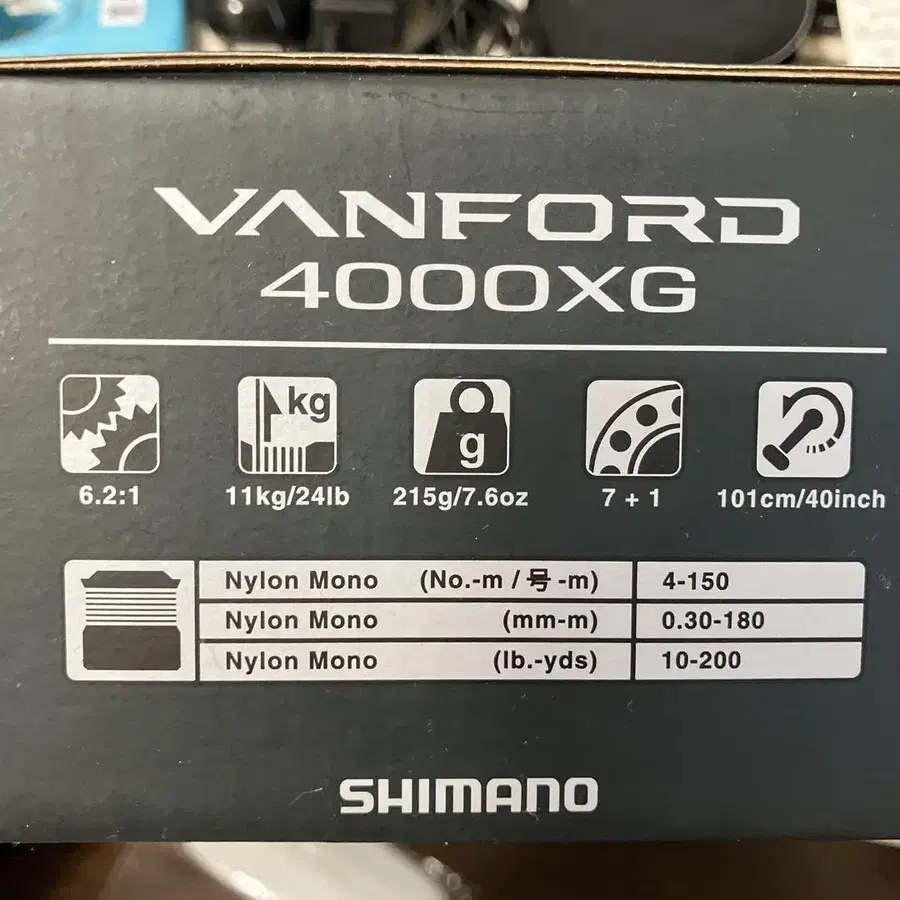 VANFORD
4000XG
kg
g
6.2:1 11kg/24lb 215g/7.6oz 7 + 1 101cm/40inch
Nylon Mono (No.-m / 号 -m) 4-150
Nylon Mono (mm-m) 0.30-180
Nylon Mono (lb.-yds) 10-200
SHIMANO